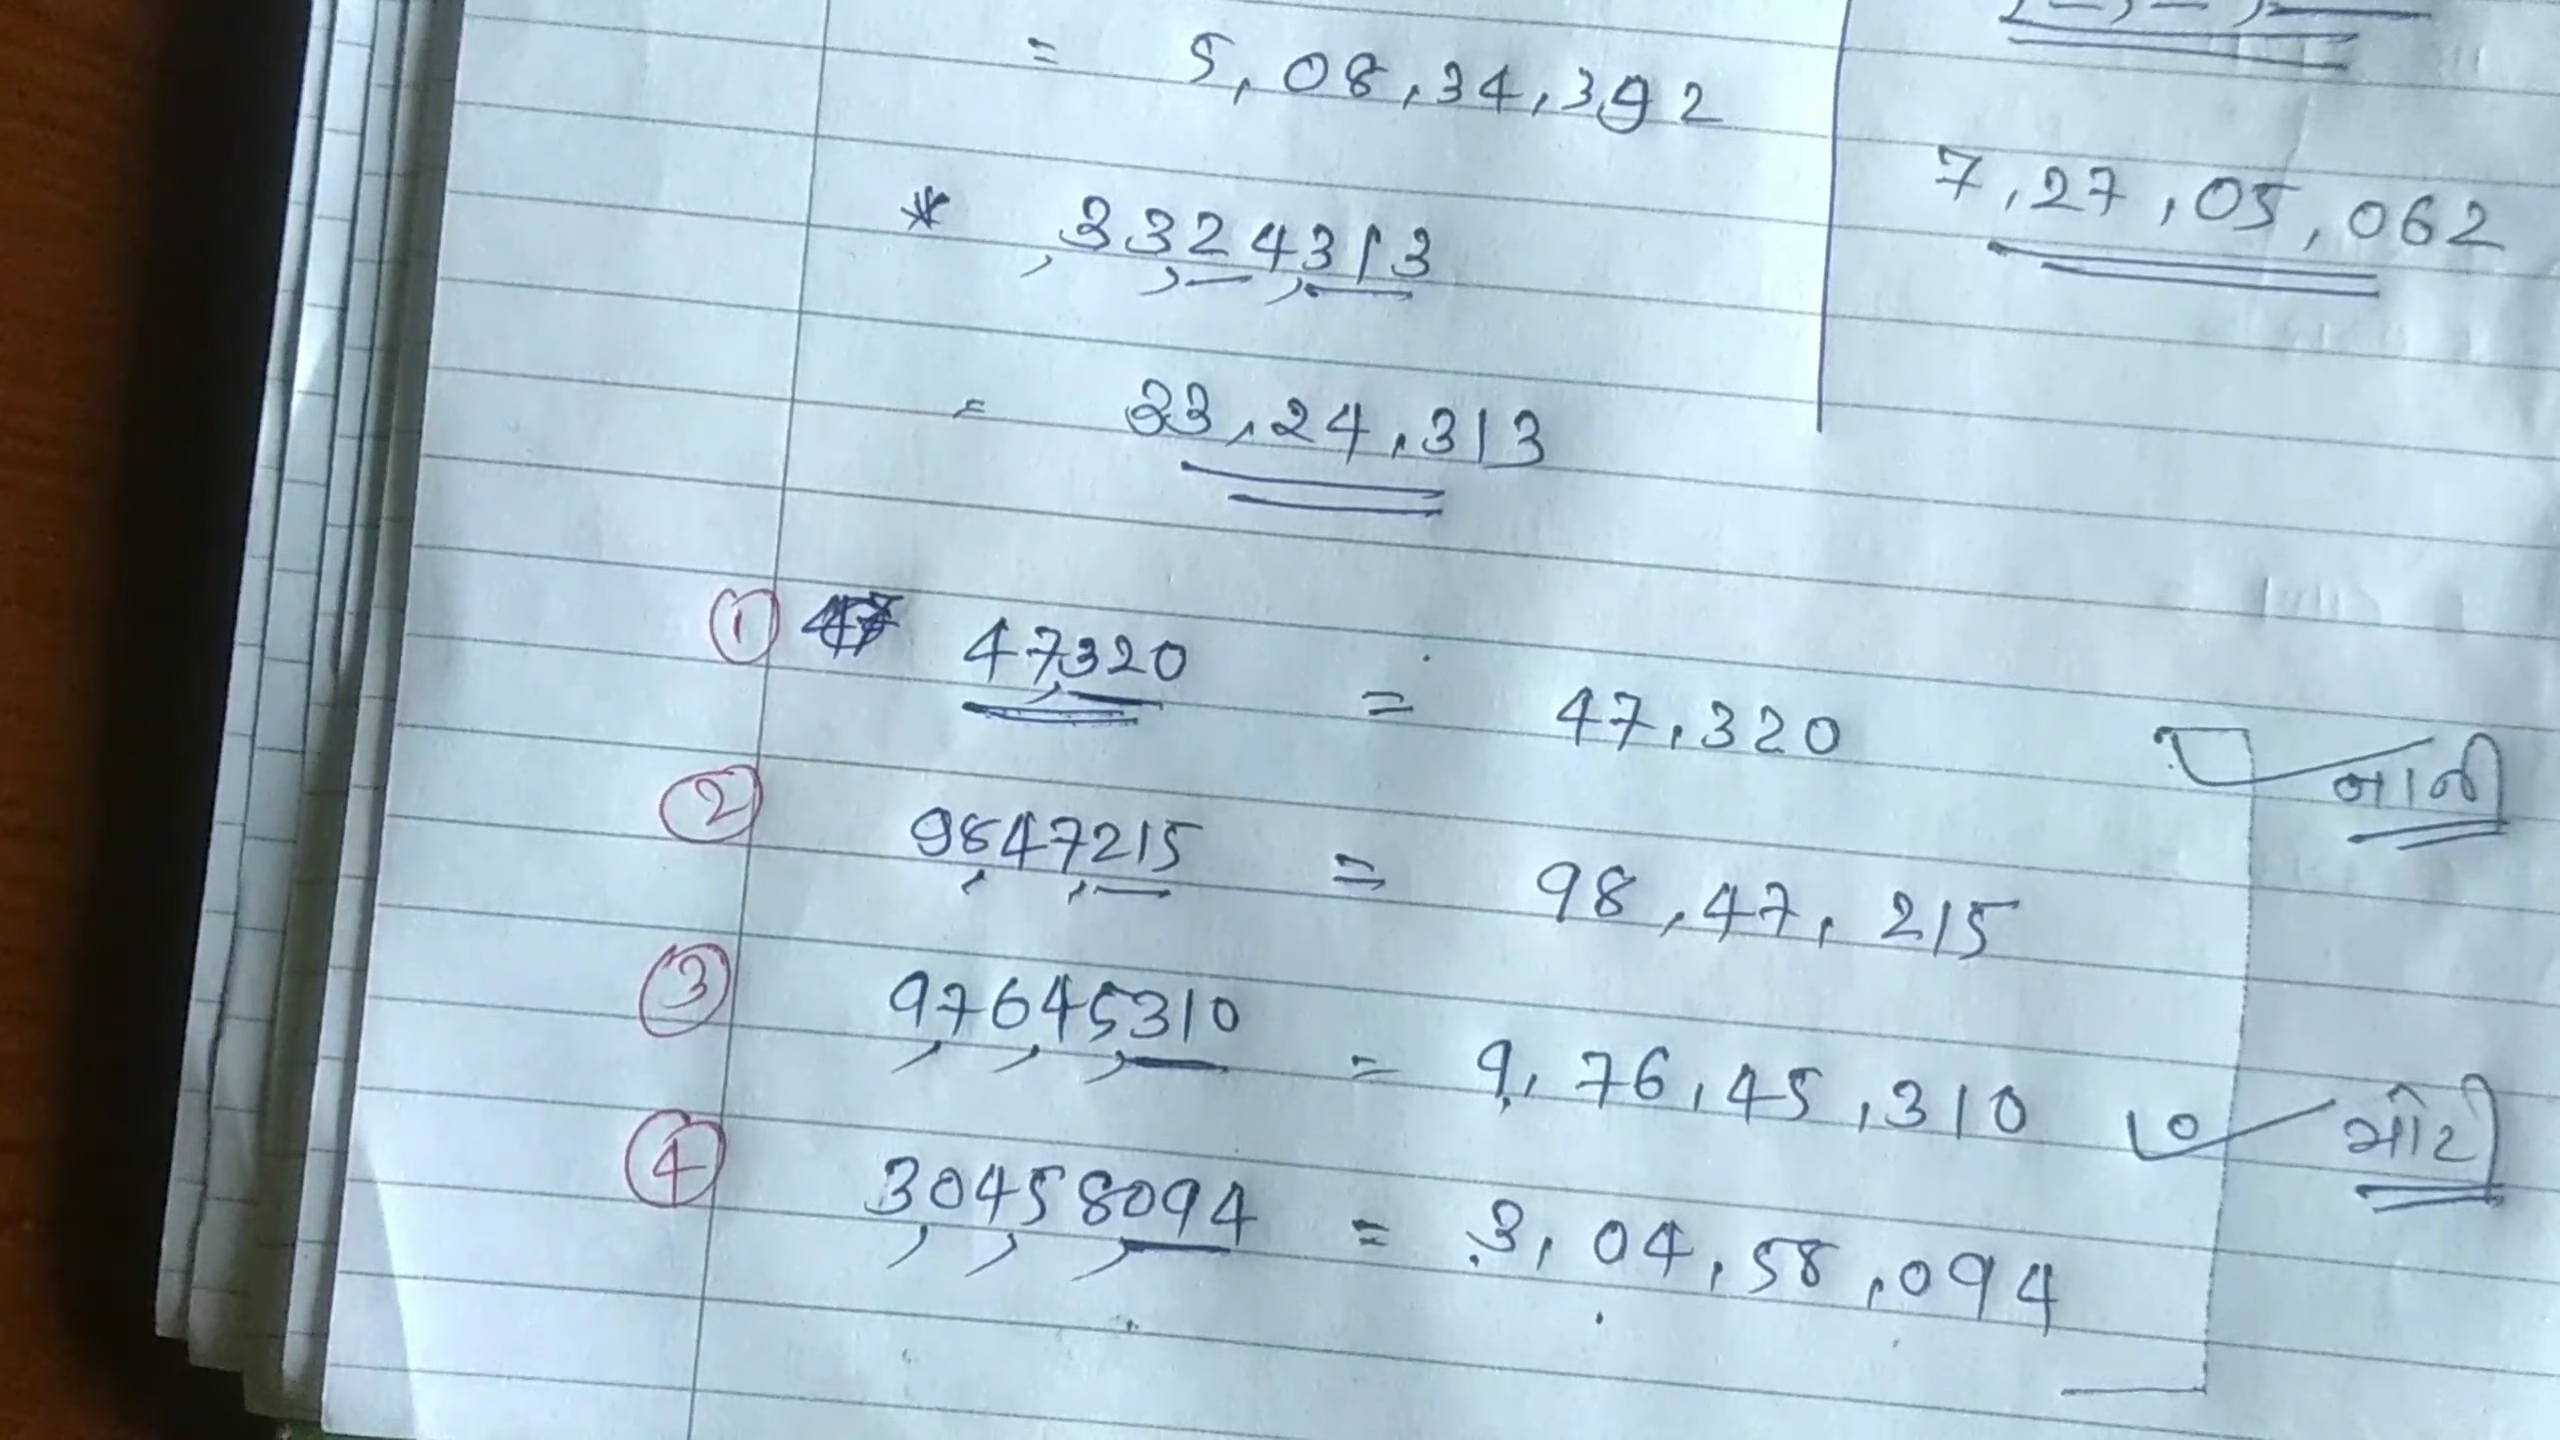 = 5,08,34,392
7,27,05,062
* ,3324313
= 33,24,313
① 47320 = 47,320
નાની
② 9847215 = 98,47,215
③ 97645310 = 9,76,45,310
મોટી
④ 30458094 = 3,04,58,094